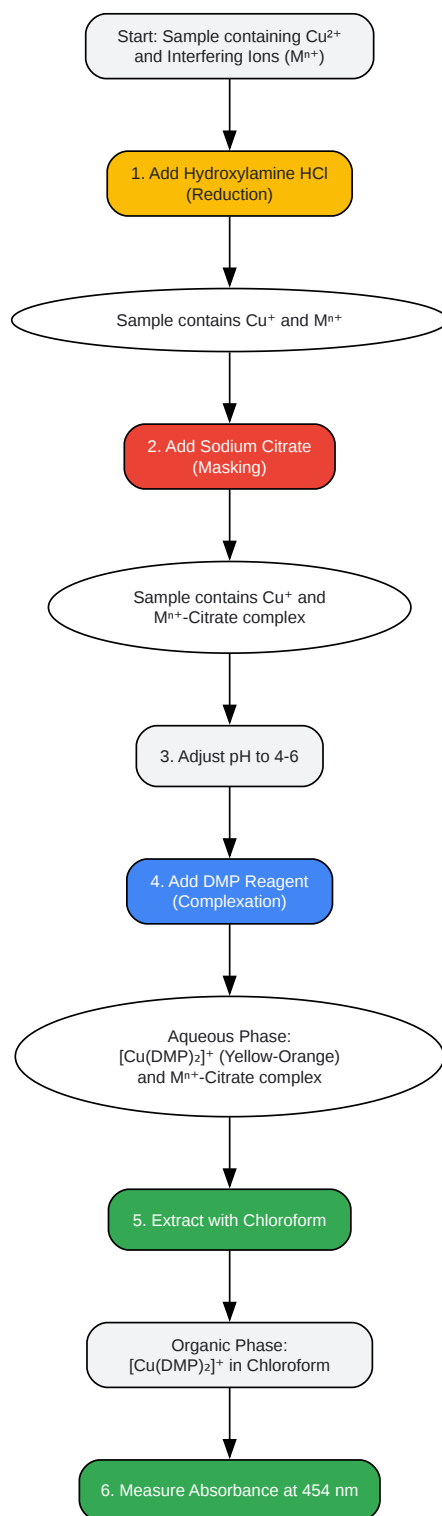 Start: Sample containing Cu²⁺
and Interfering Ions (Mⁿ⁺)
1. Add Hydroxylamine HCl
(Reduction)
Sample contains Cu⁺ and Mⁿ⁺
2. Add Sodium Citrate
(Masking)
Sample contains Cu⁺ and
Mⁿ⁺-Citrate complex
3. Adjust pH to 4-6
4. Add DMP Reagent
(Complexation)
Aqueous Phase:
[Cu(DMP)₂]⁺ (Yellow-Orange)
and Mⁿ⁺-Citrate complex
5. Extract with Chloroform
Organic Phase:
[Cu(DMP)₂]⁺ in Chloroform
6. Measure Absorbance at 454 nm